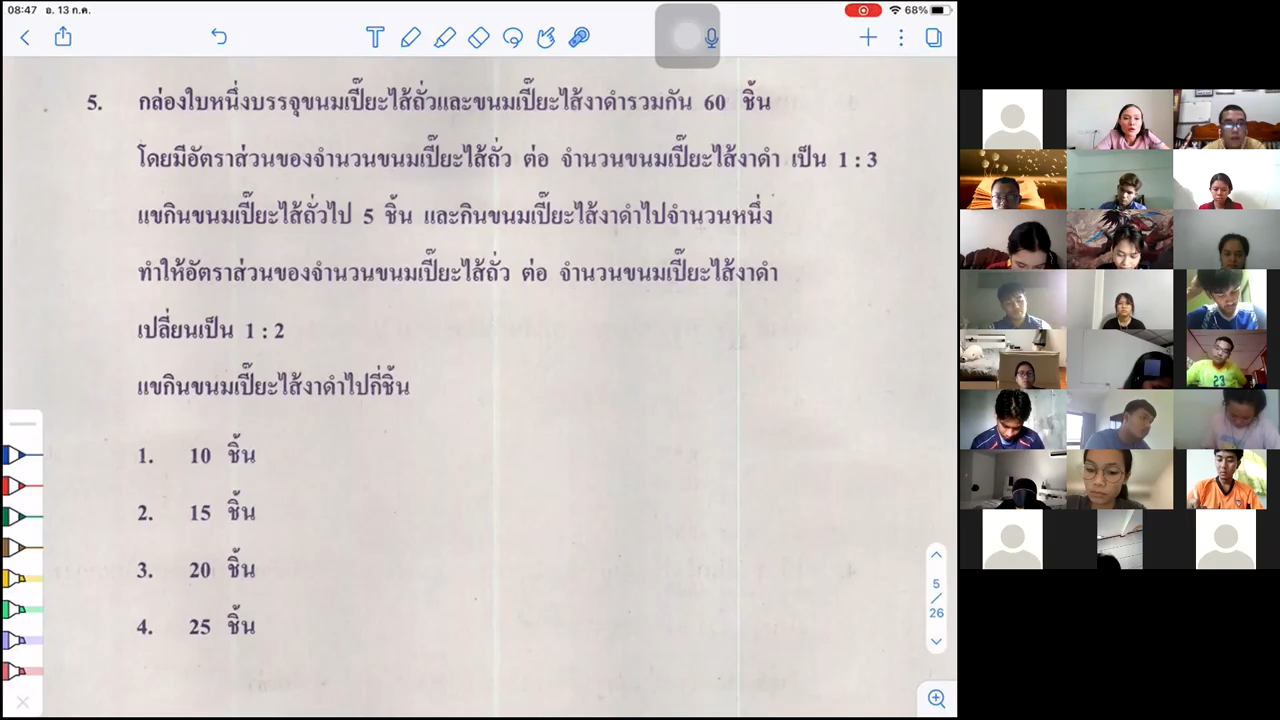 08:47 อ. 13 ก.ค.
68%
5. กล่องใบหนึ่งบรรจุขนมเปี๊ยะไส้ถั่วและขนมเปี๊ยะไส้งาดำรวมกัน 60 ชิ้น
โดยมีอัตราส่วนของจำนวนขนมเปี๊ยะไส้ถั่ว ต่อ จำนวนขนมเปี๊ยะไส้งาดำ เป็น 1 : 3
แขกินขนมเปี๊ยะไส้ถั่วไป 5 ชิ้น และกินขนมเปี๊ยะไส้งาดำไปจำนวนหนึ่ง
ทำให้อัตราส่วนของจำนวนขนมเปี๊ยะไส้ถั่ว ต่อ จำนวนขนมเปี๊ยะไส้งาดำ
เปลี่ยนเป็น 1 : 2
แขกินขนมเปี๊ยะไส้งาดำไปกี่ชิ้น
1. 10 ชิ้น
2. 15 ชิ้น
3. 20 ชิ้น
4. 25 ชิ้น
5
/
26
23